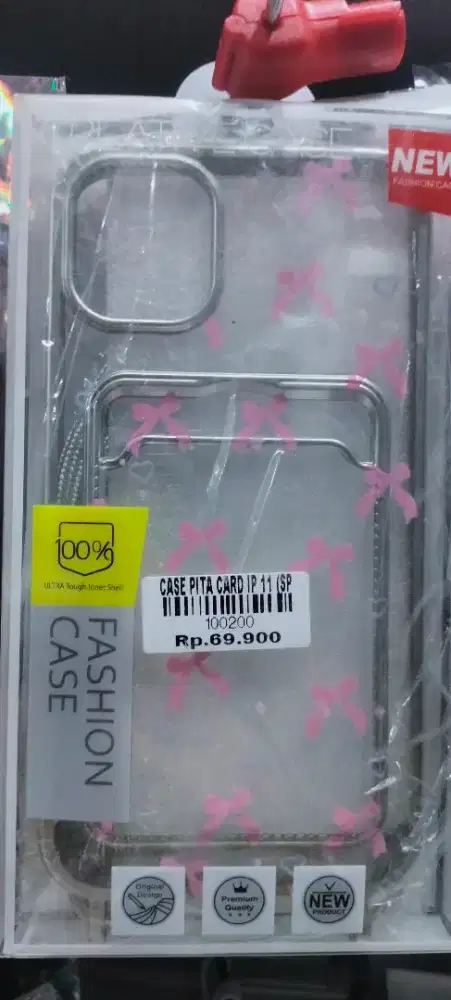 NEW
FASHION CAS
100%
ULTRA Tough Inner Shell
FASHION
CASE
CASE PITA CARD IP 11 (SP
100200
Rp.69.900
Original
Design
Premium
Quality
NEW
PRODUCT